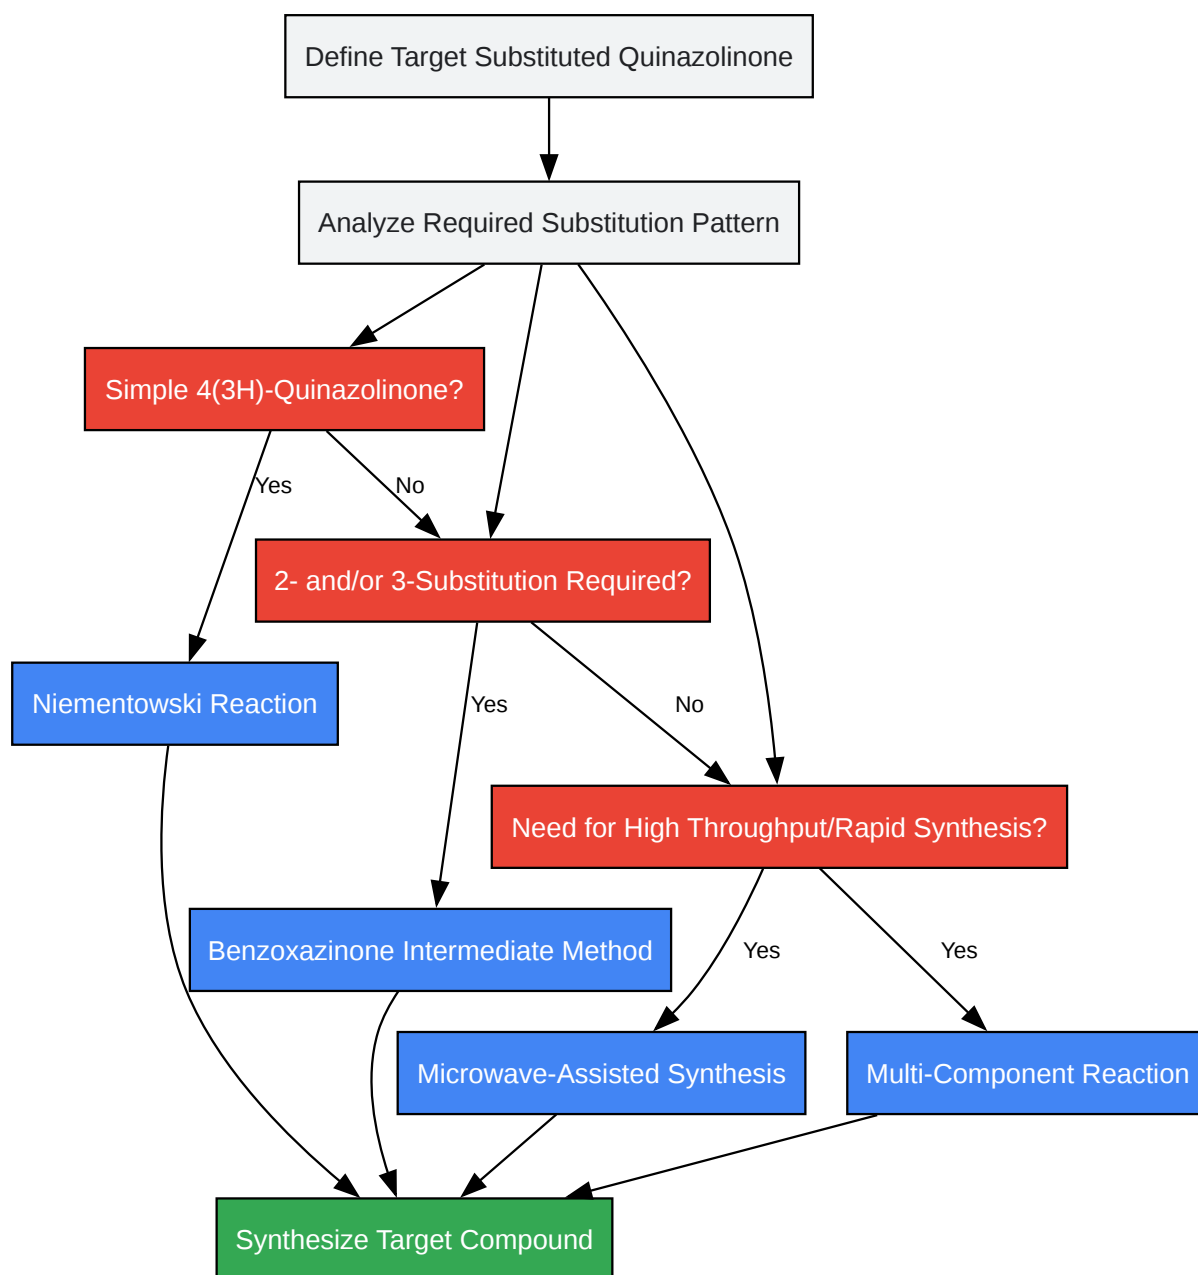 Define Target Substituted Quinazolinone
Analyze Required Substitution Pattern
Simple 4(3H)-Quinazolinone?
Yes
No
2- and/or 3-Substitution Required?
Niementowski Reaction
Yes
No
Need for High Throughput/Rapid Synthesis?
Benzoxazinone Intermediate Method
Yes
Yes
Microwave-Assisted Synthesis
Multi-Component Reaction
Synthesize Target Compound